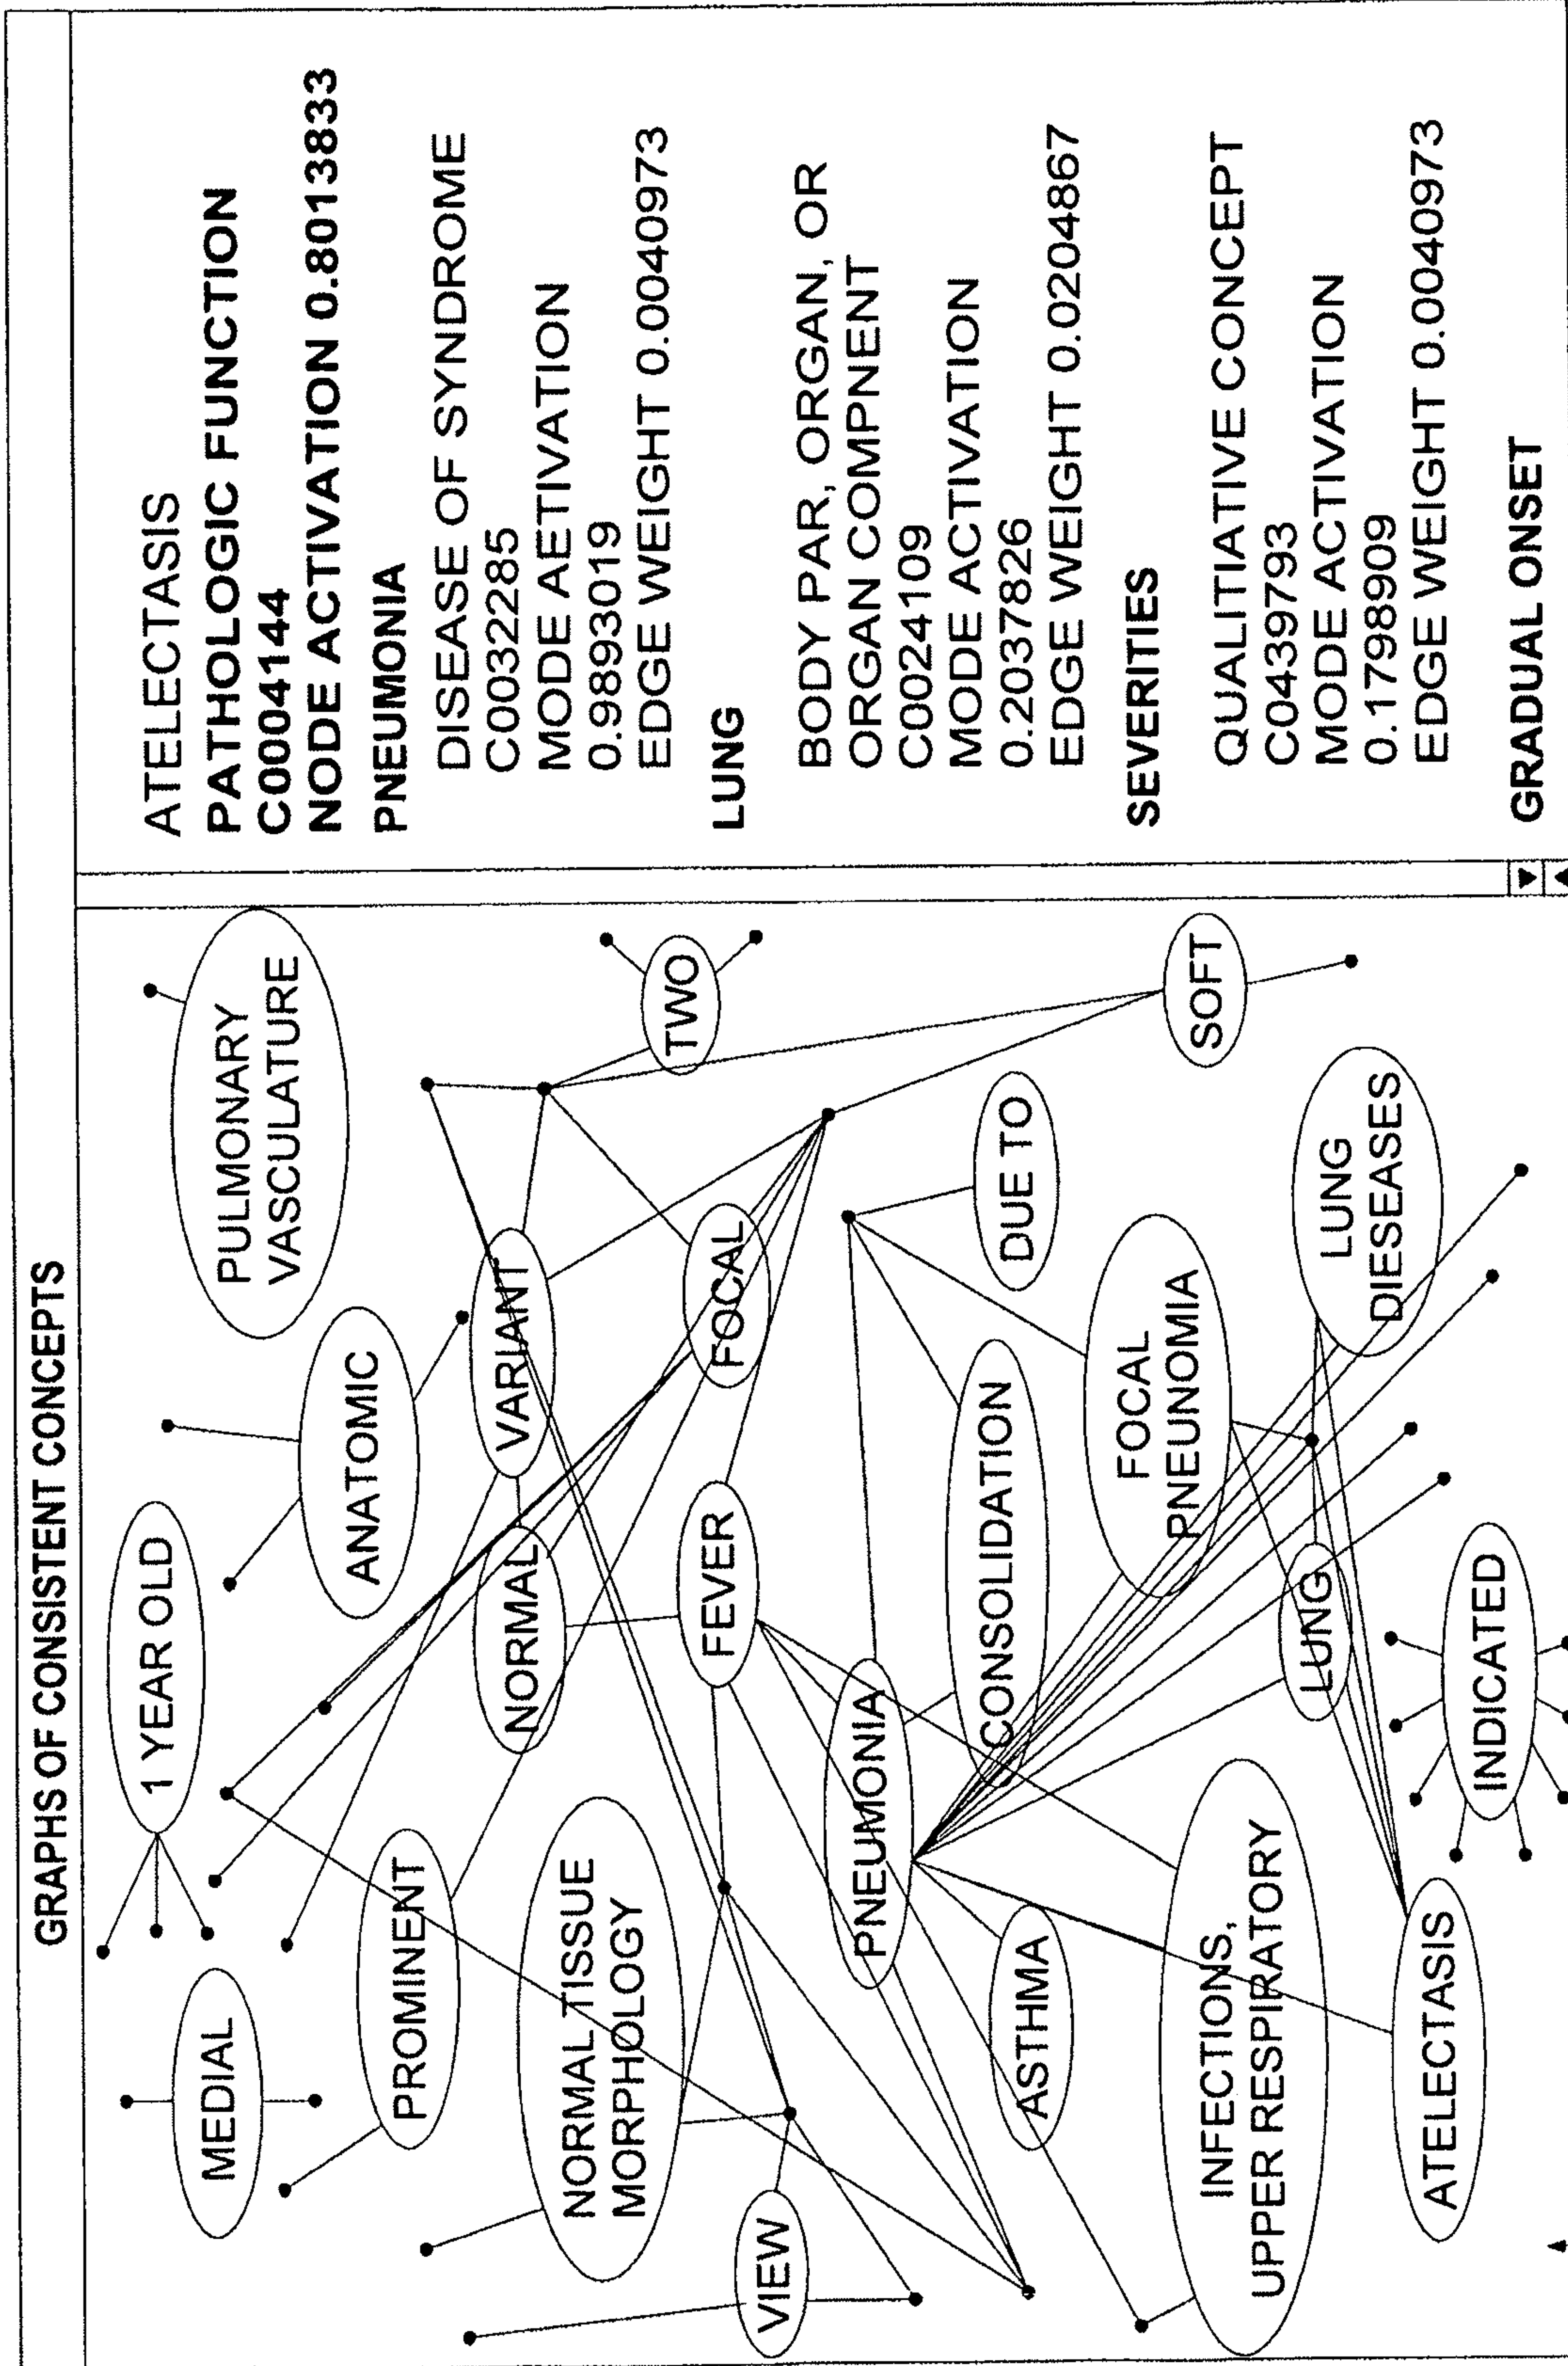 GRAPHS OF CONSISTENT CONCEPTS
MEDIAL
1 YEAR OLD
ANATOMIC
PULMONARY
VASCULATURE
PROMINENT
NORMAL
VARIANT
NORMAL TISSUE
MORPHOLOGY
VIEW
FEVER
FOCAL
TWO
PNEUMONIA
CONSOLIDATION
DUE TO
ASTHMA
FOCAL
PNEUNOMIA
SOFT
INFECTIONS,
UPPER RESPIRATORY
LUNG
LUNG
DIESEASES
ATELECTASIS
INDICATED
ATELECTASIS
PATHOLOGIC FUNCTION
C0004144
NODE ACTIVATION 0.8013833
PNEUMONIA
DISEASE OF SYNDROME
C0032285
MODE AETIVATION
0.9893019
EDGE WEIGHT 0.0040973
LUNG
BODY PAR, ORGAN, OR
ORGAN COMPNENT
C0024109
MODE ACTIVATION
0.2037826
EDGE WEIGHT 0.0204867
SEVERITIES
QUALITIATIVE CONCEPT
C0439793
MODE ACTIVATION
0.1798909
EDGE WEIGHT 0.0040973
GRADUAL ONSET